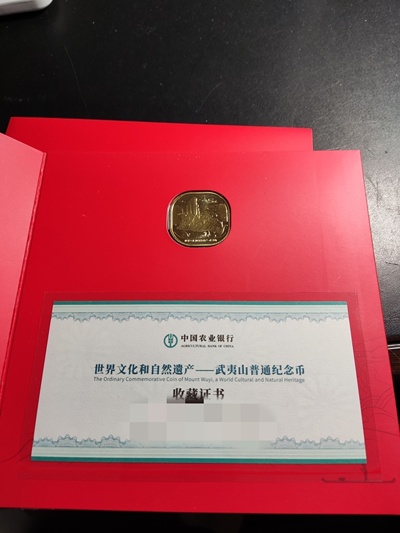 中国农业银行
AGRICULTURAL BANK OF CHINA
世界文化和自然遗产——武夷山普通纪念币
The Ordinary Commemorative Coin of Mount Wuyi, a World Cultural and Natural Heritage
收藏证书